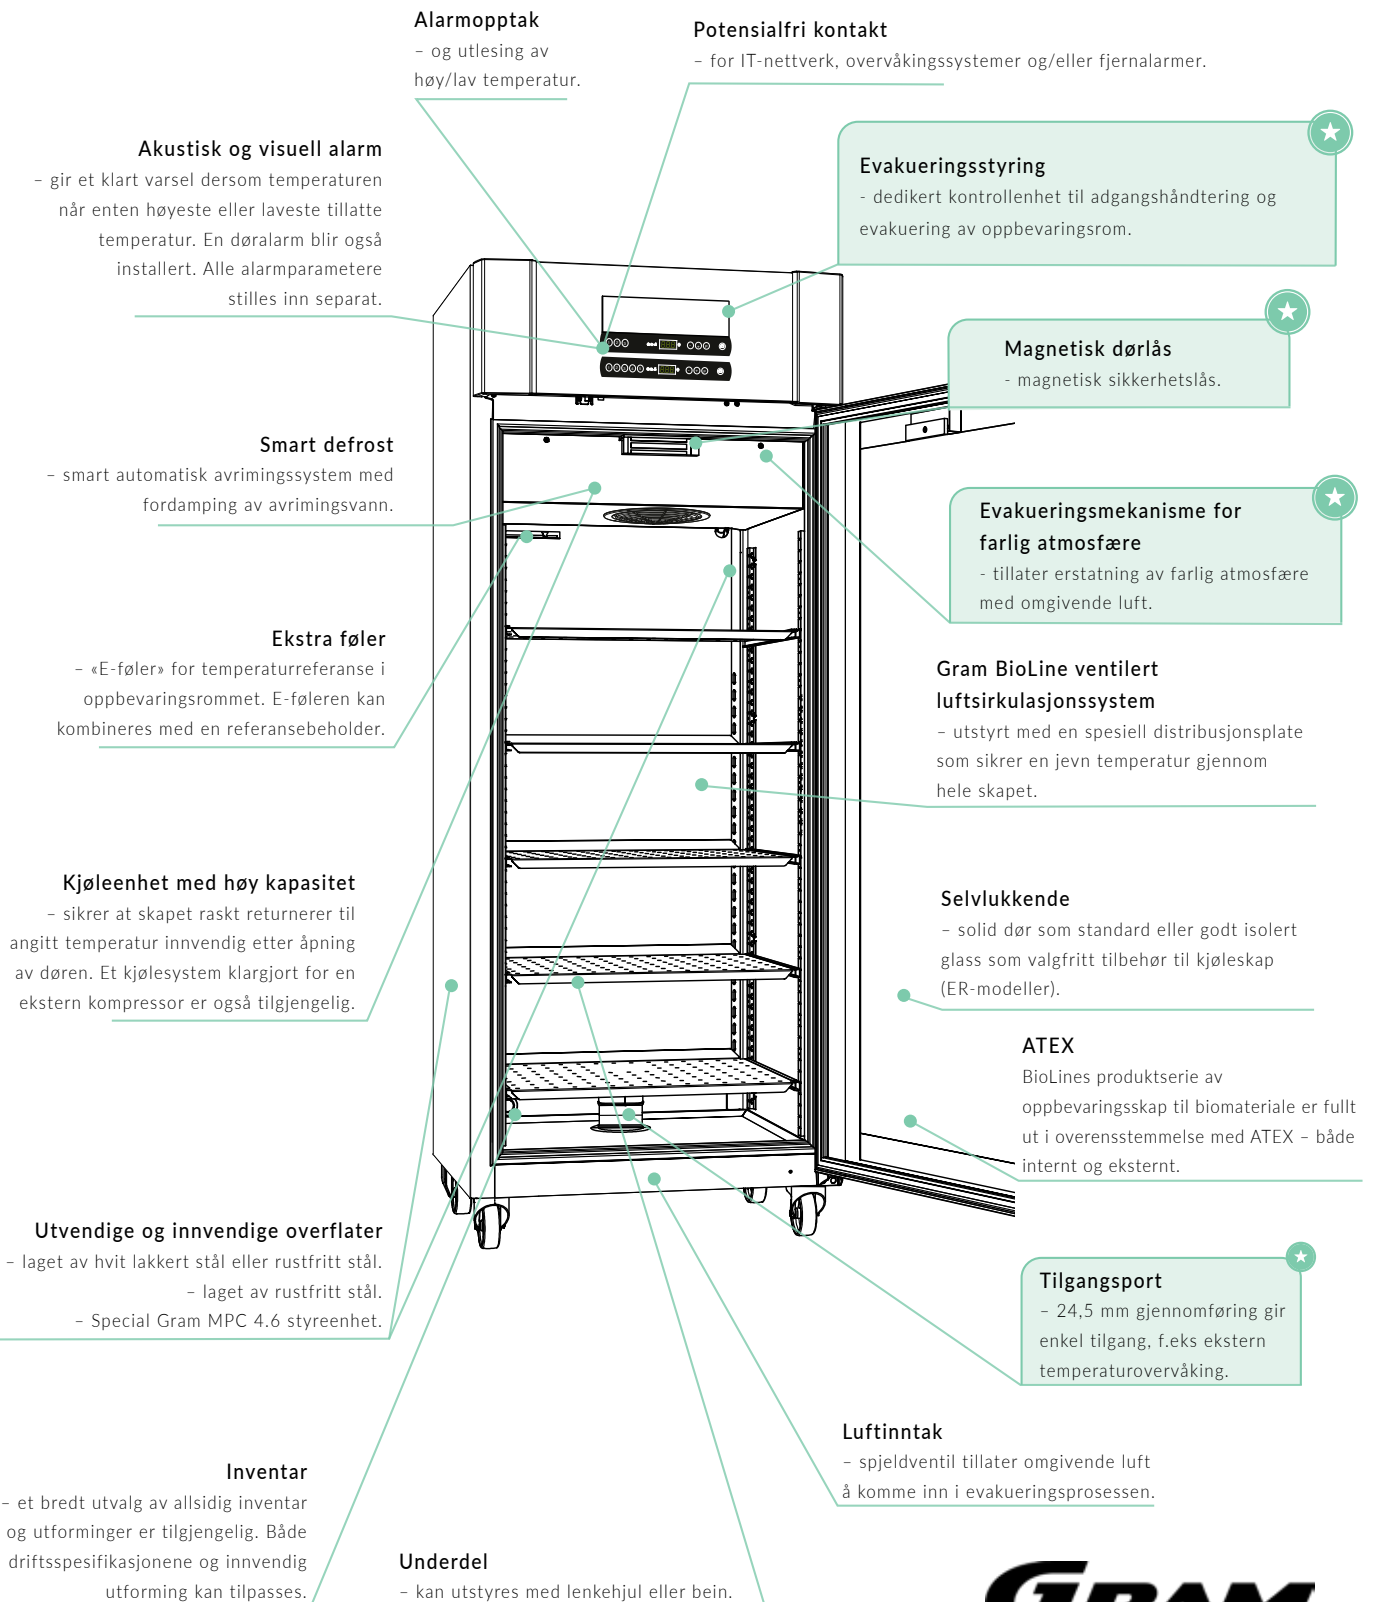 Alarmopptak
– og utlesing av
høy/lav temperatur.
Potensialfri kontakt
– for IT-nettverk, overvåkingssystemer og/eller fjernalarmer.
Akustisk og visuell alarm
– gir et klart varsel dersom temperaturen
når enten høyeste eller laveste tillatte
temperatur. En døralarm blir også
installert. Alle alarmparametere
stilles inn separat.
Evakueringsstyring
- dedikert kontrollenhet til adgangshåndtering og
evakuering av oppbevaringsrom.
Magnetisk dørlås
- magnetisk sikkerhetslås.
Smart defrost
– smart automatisk avrimingssystem med
fordamping av avrimingsvann.
Evakueringsmekanisme for
farlig atmosfære
- tillater erstatning av farlig atmosfære
med omgivende luft.
Ekstra føler
– «E-føler» for temperaturreferanse i
oppbevaringsrommet. E-føleren kan
kombineres med en referansebeholder.
Gram BioLine ventilert
luftsirkulasjonssystem
– utstyrt med en spesiell distribusjonsplate
som sikrer en jevn temperatur gjennom
hele skapet.
Kjøleenhet med høy kapasitet
– sikrer at skapet raskt returnerer til
angitt temperatur innvendig etter åpning
av døren. Et kjølesystem klargjort for en
ekstern kompressor er også tilgjengelig.
Selvlukkende
– solid dør som standard eller godt isolert
glass som valgfritt tilbehør til kjøleskap
(ER-modeller).
ATEX
BioLines produktserie av
oppbevaringsskap til biomateriale er fullt
ut i overensstemmelse med ATEX – både
internt og eksternt.
Utvendige og innvendige overflater
– laget av hvit lakkert stål eller rustfritt stål.
– laget av rustfritt stål.
– Special Gram MPC 4.6 styreenhet.
Tilgangsport
– 24,5 mm gjennomføring gir
enkel tilgang, f.eks ekstern
temperaturovervåking.
Luftinntak
– spjeldventil tillater omgivende luft
å komme inn i evakueringsprosessen.
Inventar
– et bredt utvalg av allsidig inventar
og utforminger er tilgjengelig. Både
driftsspesifikasjonene og innvendig
utforming kan tilpasses.
Underdel
– kan utstyres med lenkehjul eller bein.
GRAM